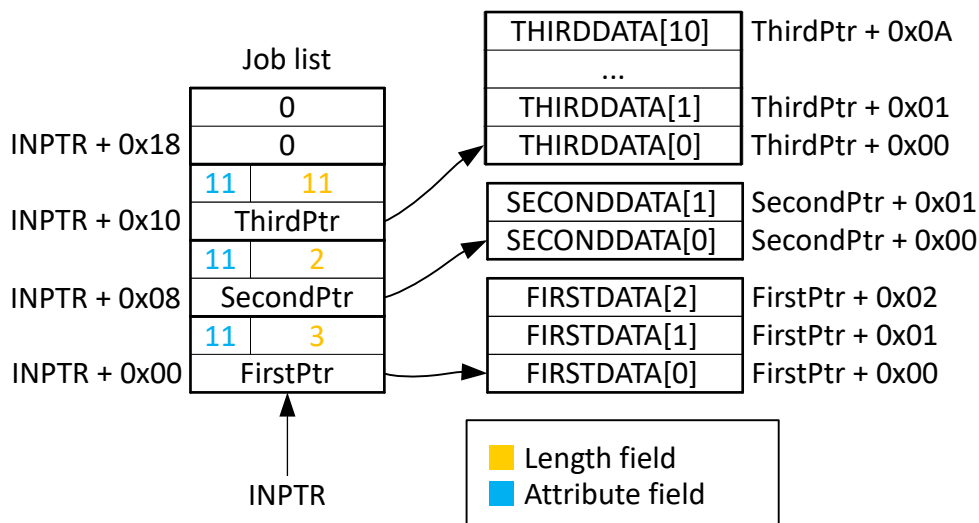 Job list
0
INPTR + 0x18
0
11
11
INPTR + 0x10
ThirdPtr
11
2
INPTR + 0x08
SecondPtr
11
3
INPTR + 0x00
FirstPtr
INPTR
THIRDDATA[10]
ThirdPtr + 0x0A
...
THIRDDATA[1]
ThirdPtr + 0x01
THIRDDATA[0]
ThirdPtr + 0x00
SECONDDATA[1]
SecondPtr + 0x01
SECONDDATA[0]
SecondPtr + 0x00
FIRSTDATA[2]
FirstPtr + 0x02
FIRSTDATA[1]
FirstPtr + 0x01
FIRSTDATA[0]
FirstPtr + 0x00
Length field
Attribute field